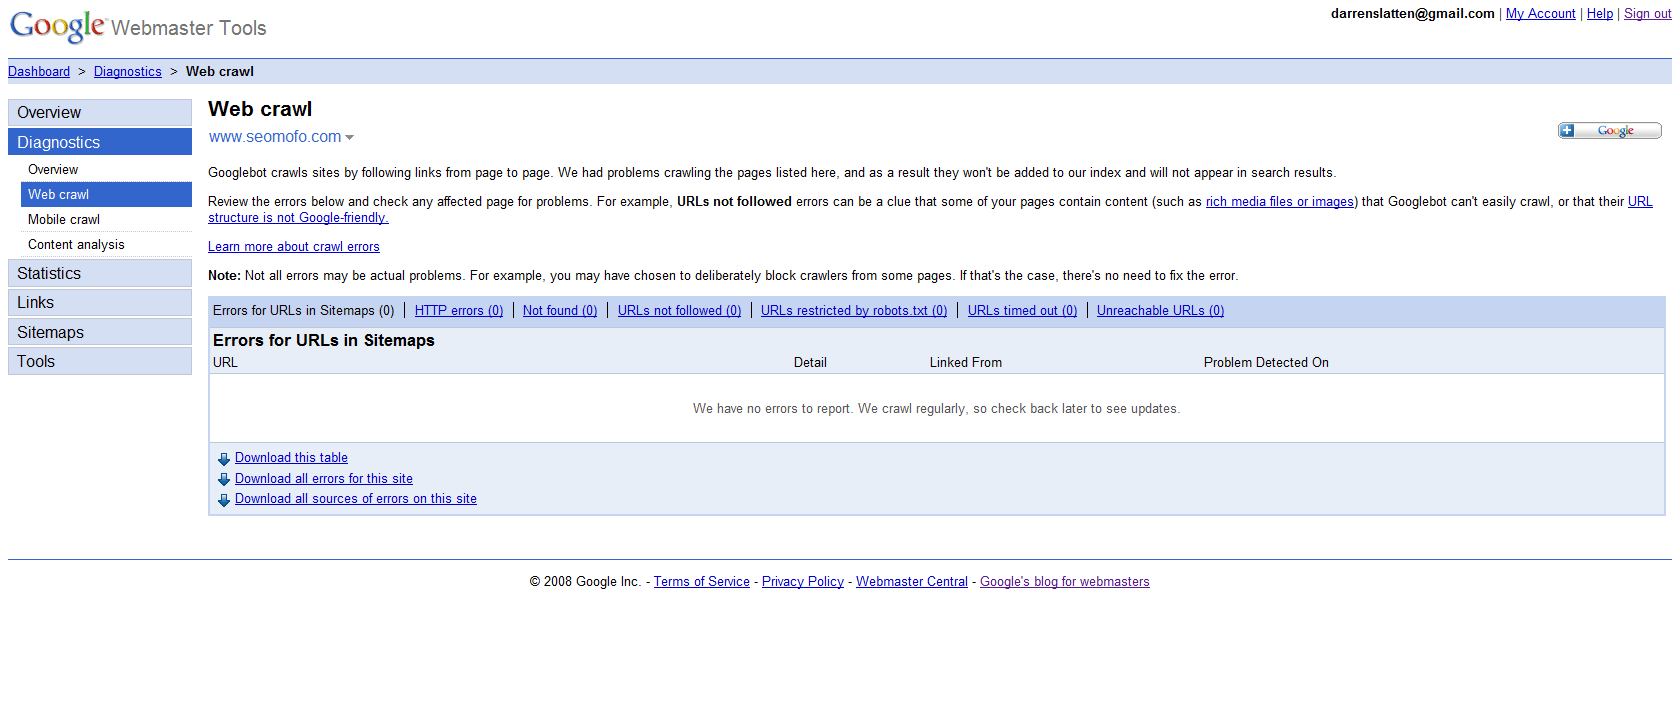 Google Webmaster Tools
darrenslatten@gmail.com | My Account | Help | Sign out
Dashboard > Diagnostics > Web crawl
Overview
Diagnostics
Overview
Web crawl
Mobile crawl
Content analysis
Statistics
Links
Sitemaps
Tools
Web crawl
www.seomofo.com
Google
Googlebot crawls sites by following links from page to page. We had problems crawling the pages listed here, and as a result they won't be added to our index and will not appear in search results.
Review the errors below and check any affected page for problems. For example, URLs not followed errors can be a clue that some of your pages contain content (such as rich media files or images) that Googlebot can't easily crawl, or that their URL
structure is not Google-friendly.
Learn more about crawl errors
Note: Not all errors may be actual problems. For example, you may have chosen to deliberately block crawlers from some pages. If that's the case, there's no need to fix the error.
Errors for URLs in Sitemaps (0) | HTTP errors (0) | Not found (0) | URLs not followed (0) | URLs restricted by robots.txt (0) | URLs timed out (0) | Unreachable URLs (0)
Errors for URLs in Sitemaps
URL Detail Linked From Problem Detected On
We have no errors to report. We crawl regularly, so check back later to see updates.
Download this table
Download all errors for this site
Download all sources of errors on this site
© 2008 Google Inc. - Terms of Service - Privacy Policy - Webmaster Central - Google's blog for webmasters